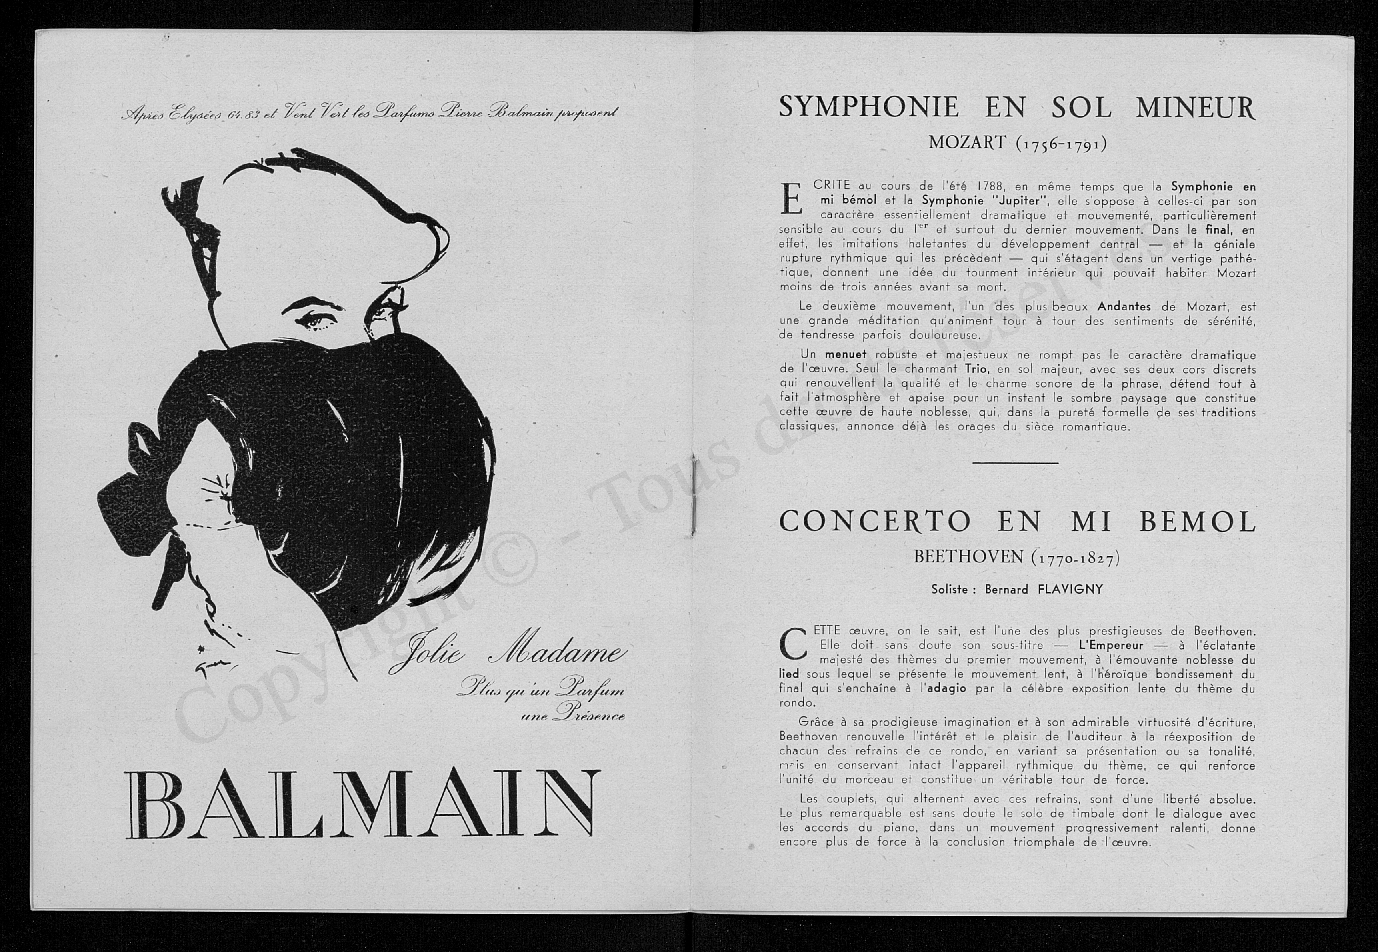 Après Elysées 64.83 et Vent Vert les Parfums Pierre Balmain proposent
Jolie Madame
Plus qu'un Parfum
une Présence
BALMAIN
SYMPHONIE EN SOL MINEUR
MOZART (1756-1791)
ECRITE au cours de l'été 1788, en même temps que la Symphonie en
mi bémol et la Symphonie "Jupiter", elle s'oppose à celles-ci par son
caractère essentiellement dramatique et mouvementé, particulièrement
sensible au cours du 1er et surtout du dernier mouvement. Dans le final, en
effet, les imitations haletantes du développement central — et la géniale
rupture rythmique qui les précèdent — qui s'étagent dans un vertige pathé-
tique, donnent une idée du tourment intérieur qui pouvait habiter Mozart
moins de trois années avant sa mort.
Le deuxième mouvement, l'un des plus beaux Andantes de Mozart, est
une grande méditation qu'animent tour à tour des sentiments de sérénité,
de tendresse parfois douloureuse.
Un menuet robuste et majestueux ne rompt pas le caractère dramatique
de l'œuvre. Seul le charmant Trio, en sol majeur, avec ses deux cors discrets
qui renouvellent la qualité et le charme sonore de la phrase, détend tout à
fait l'atmosphère et apaise pour un instant le sombre paysage que constitue
cette œuvre de haute noblesse, qui, dans la pureté formelle de ses traditions
classiques, annonce déjà les orages du sièce romantique.
CONCERTO EN MI BEMOL
BEETHOVEN (1770-1827)
Soliste : Bernard FLAVIGNY
CETTE œuvre, on le sait, est l'une des plus prestigieuses de Beethoven.
Elle doit sans doute son sous-titre — L'Empereur — à l'éclatante
majesté des thèmes du premier mouvement, à l'émouvante noblesse du
lied sous lequel se présente le mouvement lent, à l'héroïque bondissement du
final qui s'enchaîne à l'adagio par la célèbre exposition lente du thème du
rondo.
Grâce à sa prodigieuse imagination et à son admirable virtuosité d'écriture,
Beethoven renouvelle l'intérêt et le plaisir de l'auditeur à la réexposition de
chacun des refrains de ce rondo, en variant sa présentation ou sa tonalité,
mais en conservant intact l'appareil rythmique du thème, ce qui renforce
l'unité du morceau et constitue un véritable tour de force.
Les couplets, qui alternent avec ces refrains, sont d'une liberté absolue.
Le plus remarquable est sans doute le solo de timbale dont le dialogue avec
les accords du piano, dans un mouvement progressivement ralenti, donne
encore plus de force à la conclusion triomphale de l'œuvre.
Copyright © - Tous droits réservés